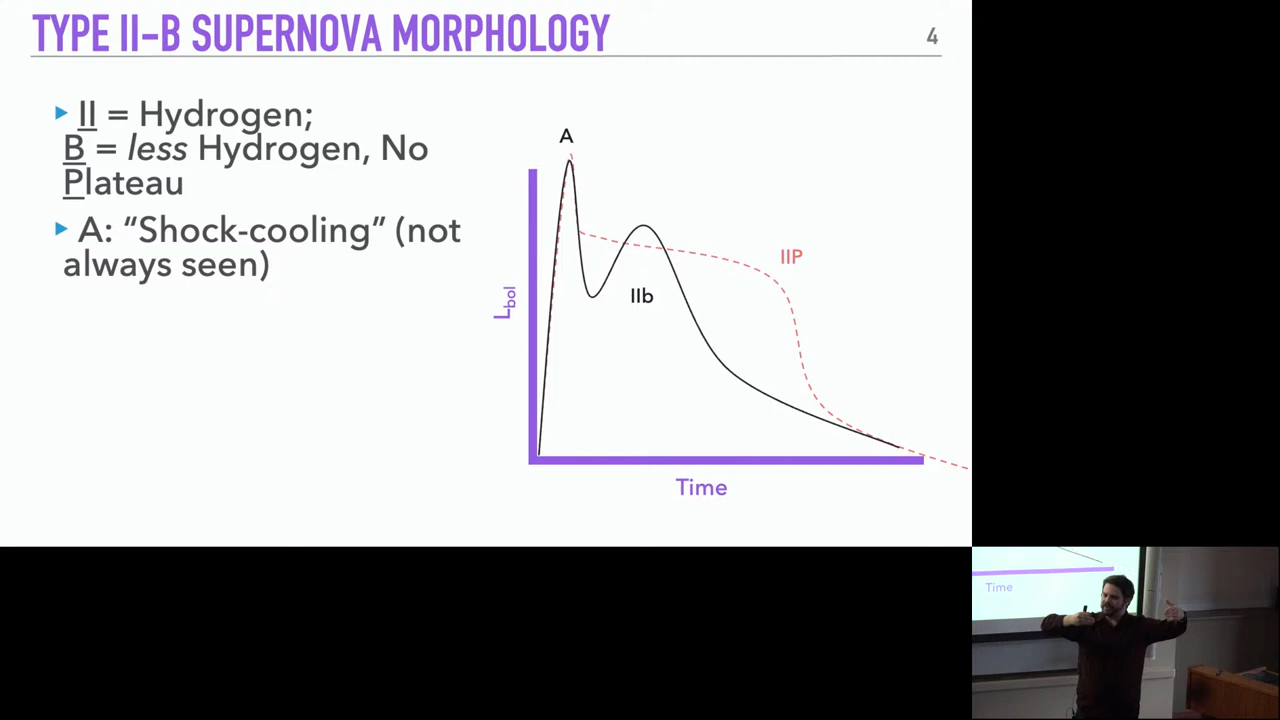 TYPE II-B SUPERNOVA MORPHOLOGY
4
▸ II = Hydrogen;
B = less Hydrogen, No
Plateau
▸ A: “Shock-cooling” (not
always seen)
A
IIP
IIb
Lbol
Time
Time